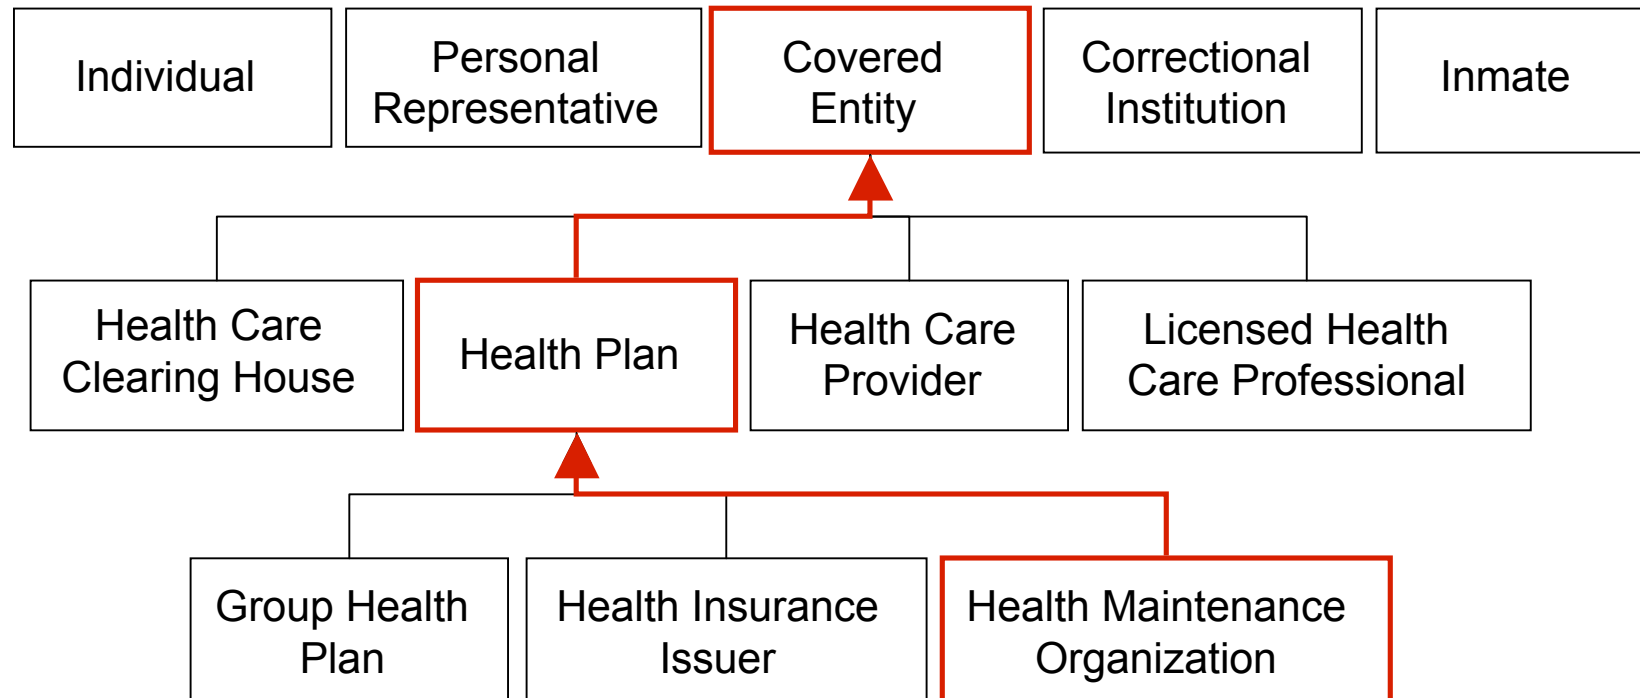 Individual
Personal
Representative
Covered
Entity
Correctional
Institution
Inmate
Health Care
Clearing House
Health Plan
Health Care
Provider
Licensed Health
Care Professional
Group Health
Plan
Health Insurance
Issuer
Health Maintenance
Organization